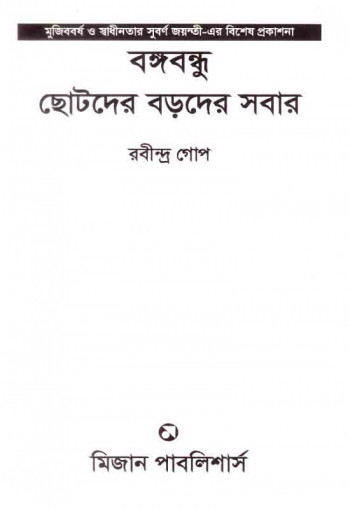 মুজিববর্ষ ও স্বাধীনতার সুবর্ণ জয়ন্তী-এর বিশেষ প্রকাশনা
বঙ্গবন্ধু
ছোটদের বড়দের সবার
রবীন্দ্র গোপ
মিজান পাবলিশার্স